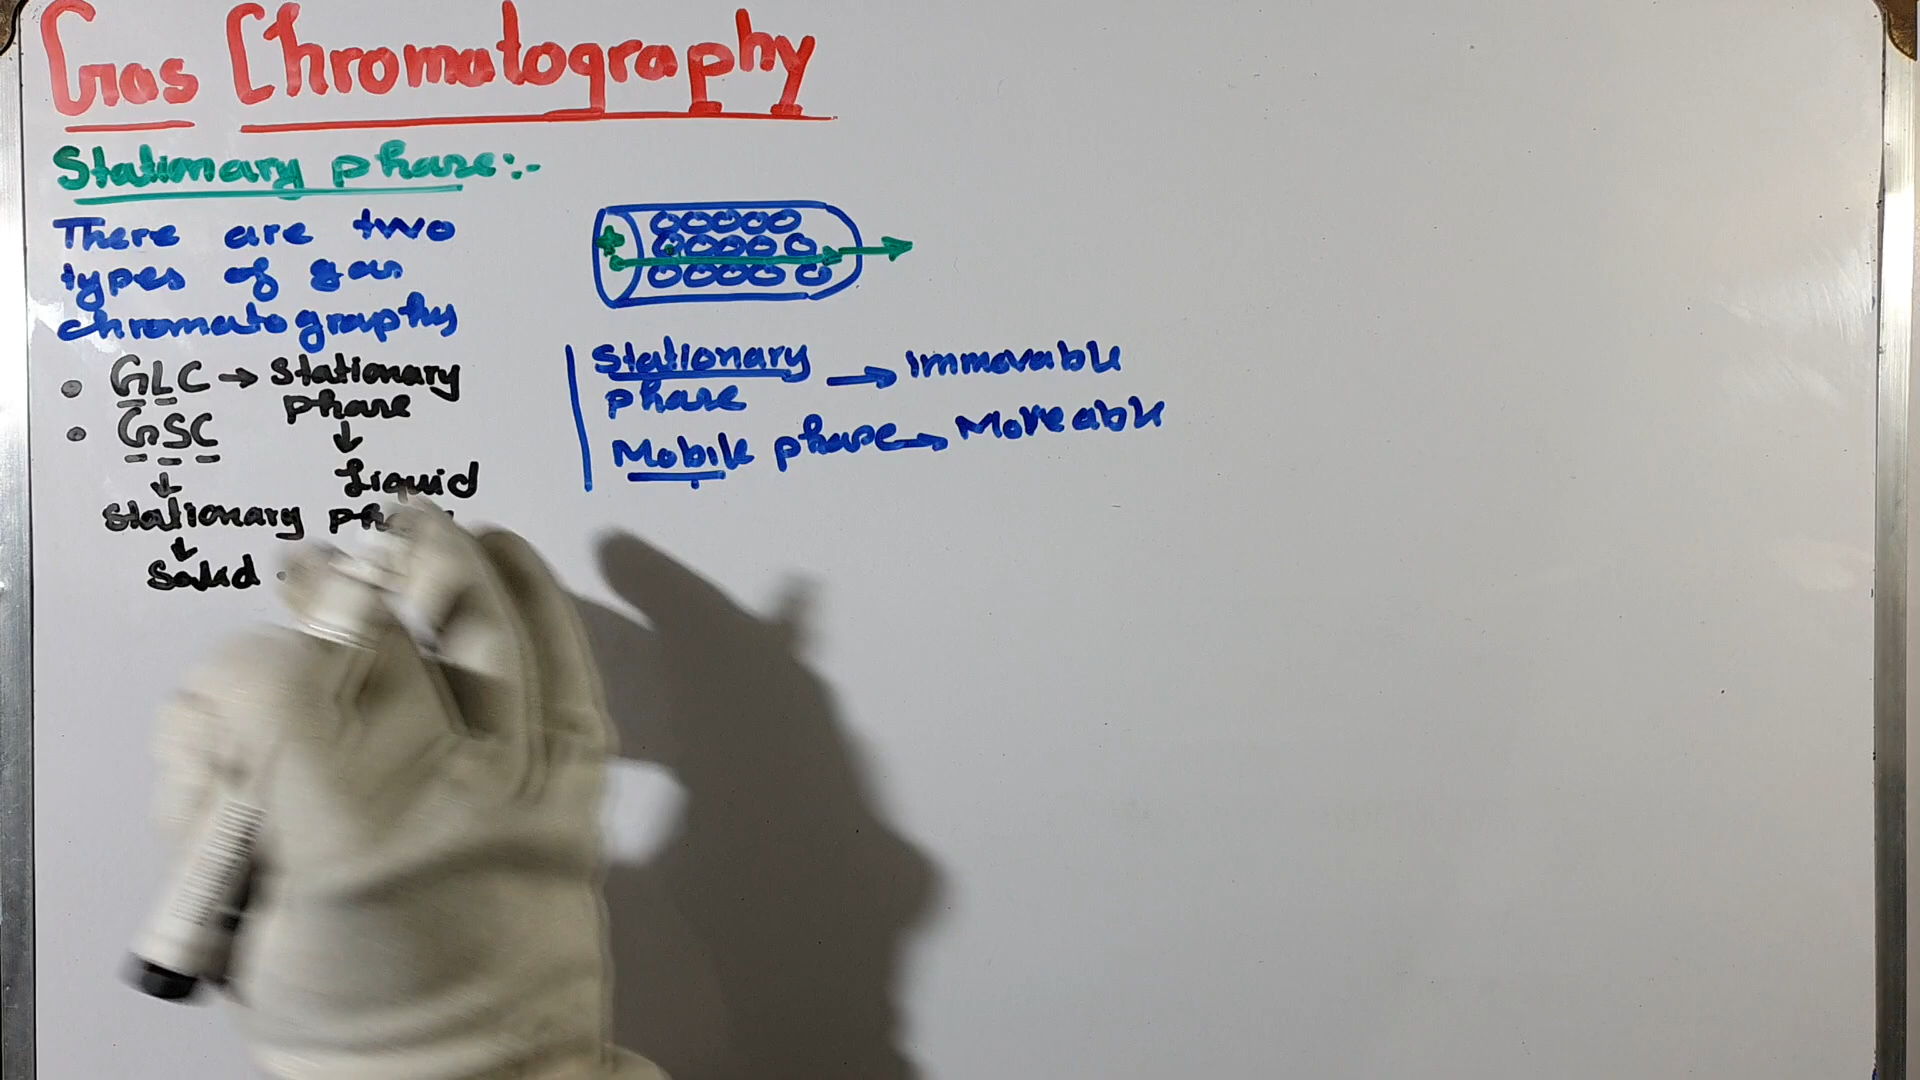 Gas Chromatography
Stationary phase:-
There are two
types of gas
chromatography
• GLC → Stationary
phase
↓
Liquid
• GSC
↓
Stationary
↓
Solid
Stationary → immovable
phase
Mobile phase → Moveable